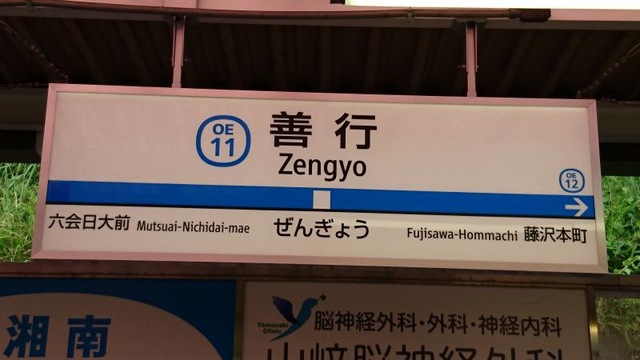 OE
11
善行
Zengyo
OE
12
六会日大前 Mutsuai-Nichidai-mae
ぜんぎょう
Fujisawa-Hommachi 藤沢本町
湘南
Yamazaki
Clinic
脳神経外科・外科・神経内科